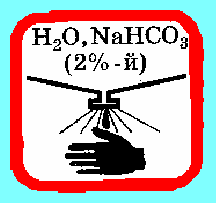 H₂O, NaHCO₃
(2%-й)